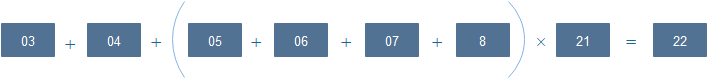 03 + 04 + ( 05 + 06 + 07 + 8 ) × 21 = 22